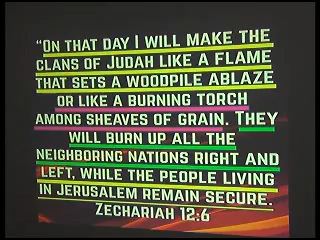 “ON THAT DAY I WILL MAKE THE
CLANS OF JUDAH LIKE A FLAME
THAT SETS A WOODPILE ABLAZE
OR LIKE A BURNING TORCH
AMONG SHEAVES OF GRAIN. THEY
WILL BURN UP ALL THE
NEIGHBORING NATIONS RIGHT AND
LEFT, WHILE THE PEOPLE LIVING
IN JERUSALEM REMAIN SECURE.
ZECHARIAH 12:6